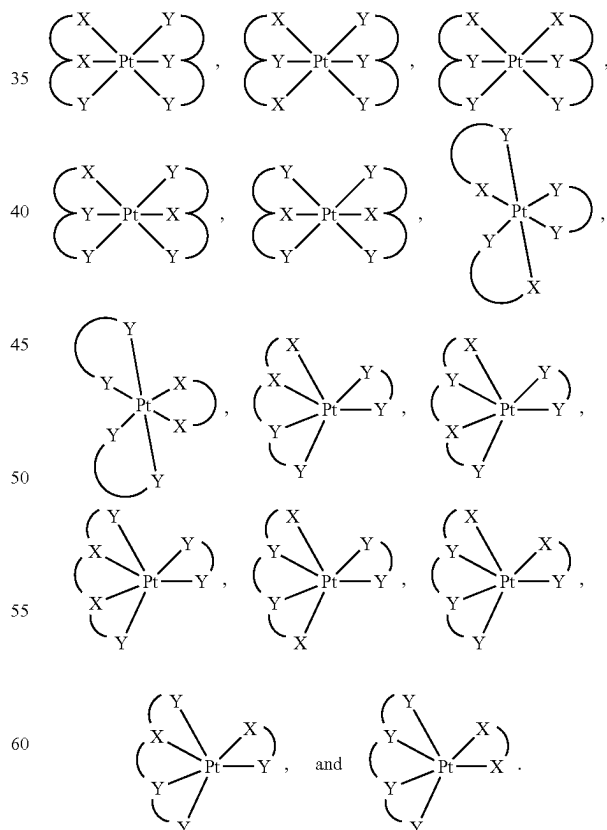 X Y X Y X X
35 X Pt Y , Y Pt Y , Y Pt Y ,
Y Y X Y Y Y
Y
X Y Y Y
X Y
40 Y Pt X , X Pt X , Pt ,
Y Y
Y Y Y Y
X
45 Y
X X
Y Y
Y X X Y
Pt , Pt , Pt ,
Y X Y Y X Y
50 Y Y Y
Y X X
X Y Y Y Y X
Pt , Pt , Pt ,
55 X Y Y Y Y Y
Y X Y
Y Y
X X Y X
60 Pt , and Pt .
Y Y Y X
Y Y